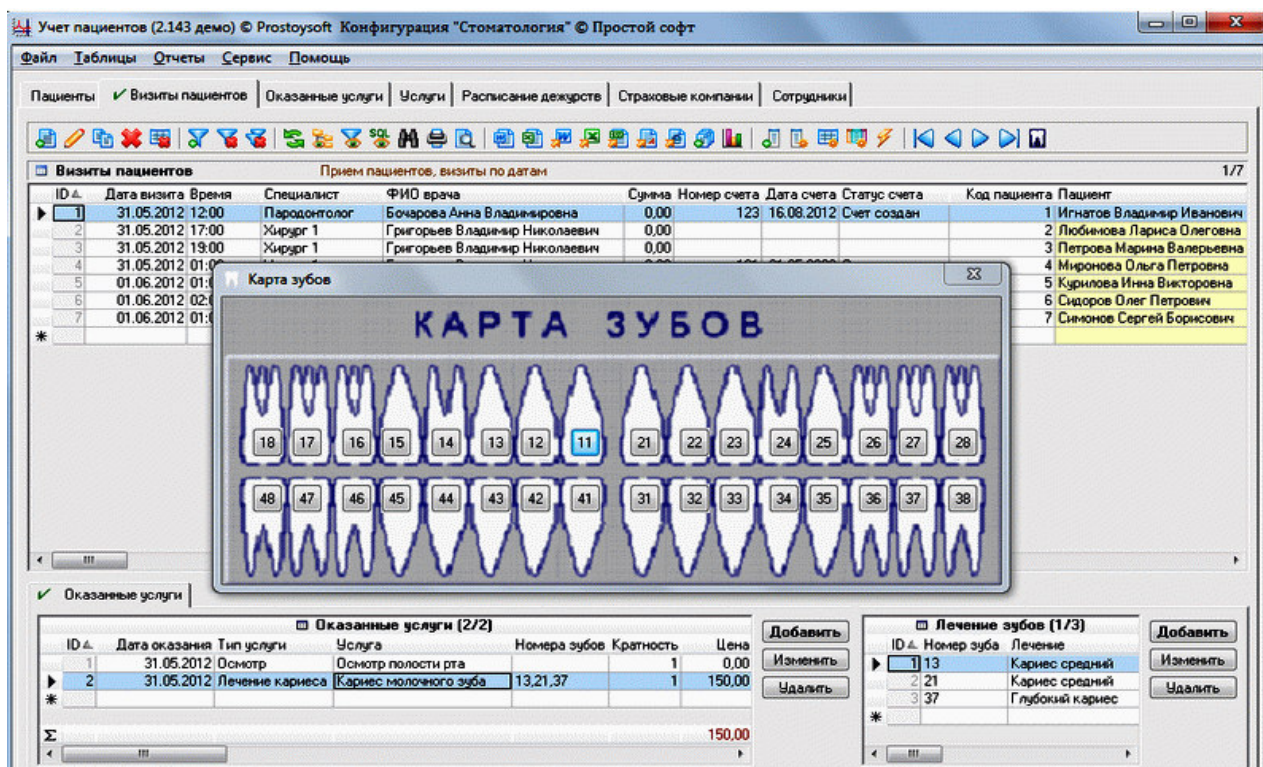 Учет пациентов (2.143 демо) © Prostoysoft Конфигурация "Стоматология" © Простой софт
Файл Таблицы Отчеты Сервис Помощь
Пациенты Визиты пациентов Оказанные услуги Услуги Расписание дежурств Страховые компании Сотрудники
SQL
Визиты пациентов Прием пациентов, визиты по датам 1/7
ID Дата визита Время Специалист ФИО врача Сумма Номер счета Дата счета Статус счета Код пациента Пациент
1 31.05.2012 12:00 Пародонтолог Бочарова Анна Владимировна 0,00 123 16.08.2012 Счет создан 1 Игнатов Владимир Иванович
2 31.05.2012 17:00 Хирург 1 Григорьев Владимир Николаевич 0,00 2 Любимова Лариса Олеговна
3 31.05.2012 19:00 Хирург 1 Григорьев Владимир Николаевич 0,00 3 Петрова Марина Валерьевна
4 31.05.2012 01:0 4 Миронова Ольга Петровна
5 01.06.2012 01:0 5 Курилова Инна Викторовна
6 01.06.2012 02:0 6 Сидоров Олег Петрович
7 01.06.2012 01:0 7 Симонов Сергей Борисович
Карта зубов
КАРТА ЗУБОВ
18 17 16 15 14 13 12 11 21 22 23 24 25 26 27 28
48 47 46 45 44 43 42 41 31 32 33 34 35 36 37 38
Оказанные услуги
Оказанные услуги (2/2)
ID Дата оказания Тип услуги Услуга Номера зубов Кратность Цена
1 31.05.2012 Осмотр Осмотр полости рта 1 0,00
2 31.05.2012 Лечение кариеса Кариес молочного зуба 13,21,37 1 150,00
Σ 150,00
Добавить
Изменить
Удалить
Лечение зубов (1/3)
ID Номер зуба Лечение
1 13 Кариес средний
2 21 Кариес средний
3 37 Глубокий кариес
Добавить
Изменить
Удалить